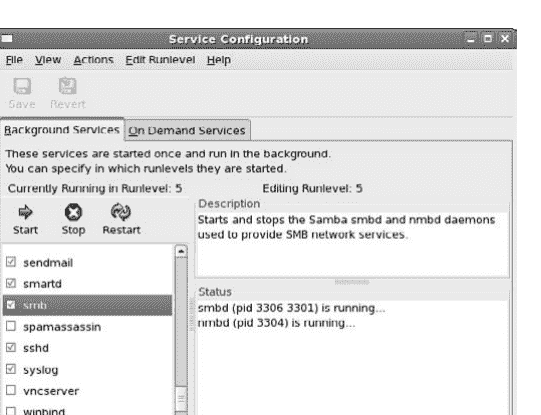 Service Configuration
File View Actions Edit Runlevel Help
Save Revert
Background Services On Demand Services
These services are started once and run in the background.
You can specify in which runlevels they are started.
Currently Running in Runlevel: 5 Editing Runlevel: 5
Start Stop Restart
Description
Starts and stops the Samba smbd and nmbd daemons
used to provide SMB network services.
sendmail
smartd
smb
spamassassin
sshd
syslog
vncserver
winbind
Status
smbd (pid 3306 3301) is running...
nmbd (pid 3304) is running...